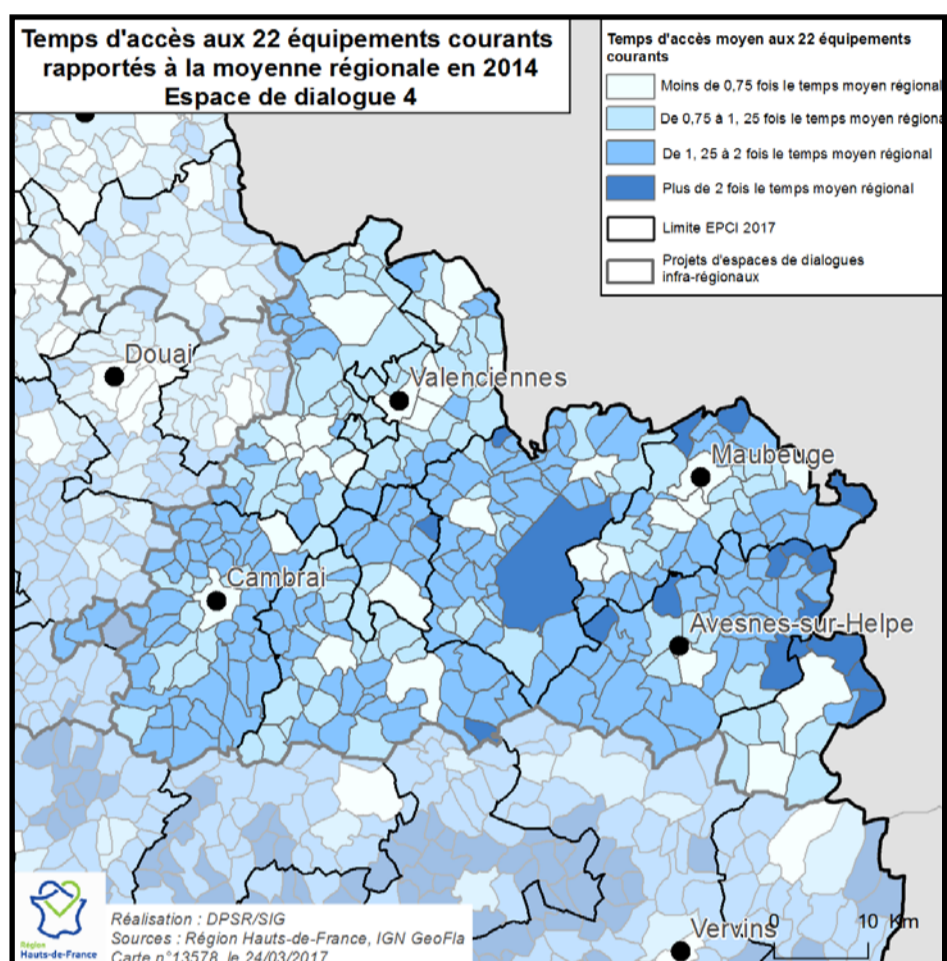 Temps d'accès aux 22 équipements courants
rapportés à la moyenne régionale en 2014
Espace de dialogue 4
Temps d'accès moyen aux 22 équipements
courants
Moins de 0,75 fois le temps moyen régional
De 0,75 à 1, 25 fois le temps moyen régiona
De 1, 25 à 2 fois le temps moyen régional
Plus de 2 fois le temps moyen régional
Limite EPCI 2017
Projets d'espaces de dialogues
infra-régionaux
Douai
Valenciennes
Maubeuge
Cambrai
Avesnes-sur-Helpe
Vervins
0 10 Km
Région
Hauts-de-France
Réalisation : DPSR/SIG
Sources : Région Hauts-de-France, IGN GeoFla
Carte n°13578, le 24/03/2017